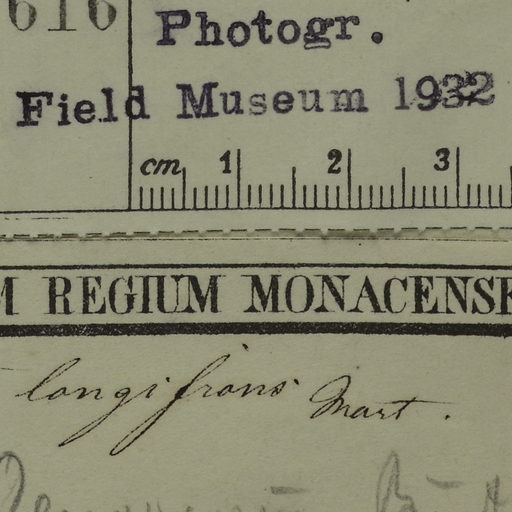 616
Photogr.
Field Museum 1932
cm 1 2 3
M REGIUM MONACENSE
longifrons Mart.